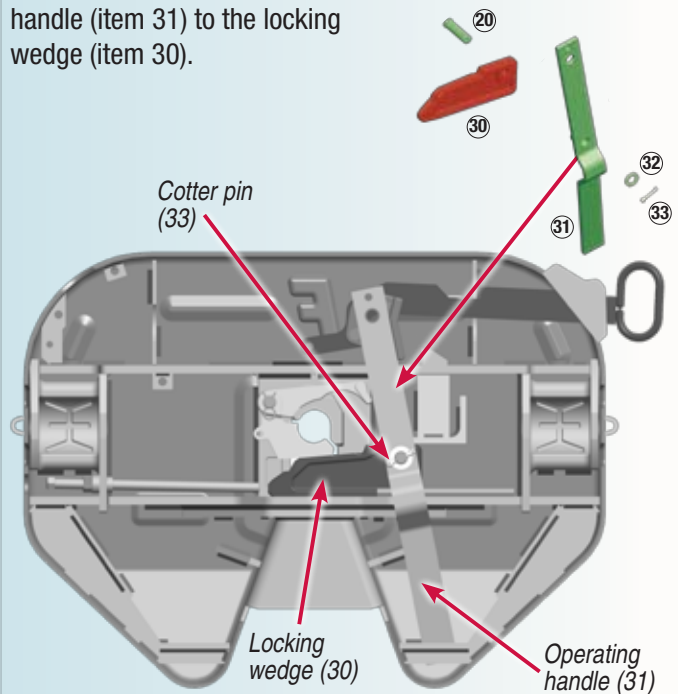 handle (item 31) to the locking
wedge (item 30).
20
30
32
33
31
Cotter pin
(33)
Locking
wedge (30)
Operating
handle (31)